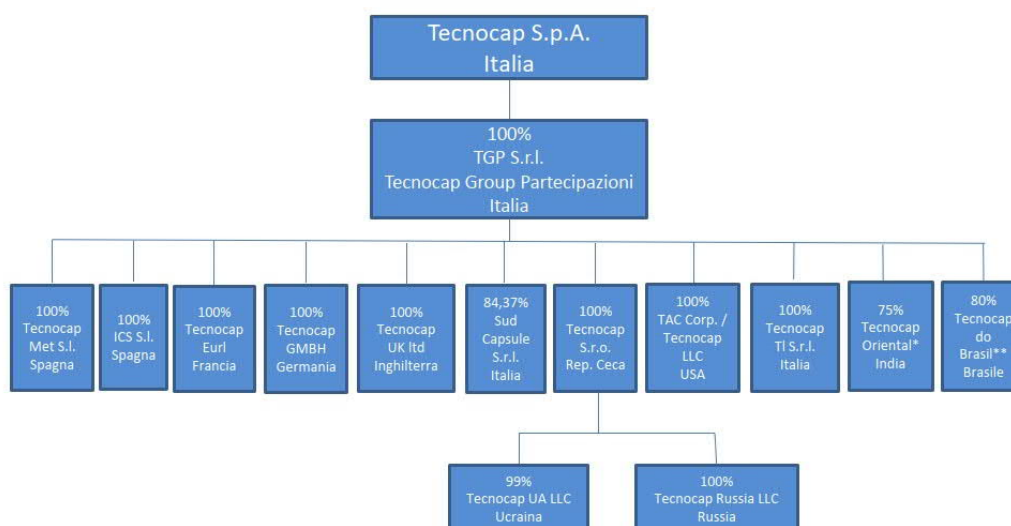 Tecnocap S.p.A.
Italia
100%
TGP S.r.l.
Tecnocap Group Partecipazioni
Italia
100%
Tecnocap
Met S.l.
Spagna
100%
ICS S.l.
Spagna
100%
Tecnocap
Eurl
Francia
100%
Tecnocap
GMBH
Germania
100%
Tecnocap
UK ltd
Inghilterra
84,37%
Sud
Capsule
S.r.l.
Italia
100%
Tecnocap
S.r.o.
Rep. Ceca
100%
TAC Corp. /
Tecnocap
LLC
USA
100%
Tecnocap
Tl S.r.l.
Italia
75%
Tecnocap
Oriental*
India
80%
Tecnocap
do
Brasil**
Brasile
99%
Tecnocap UA LLC
Ucraina
100%
Tecnocap Russia LLC
Russia